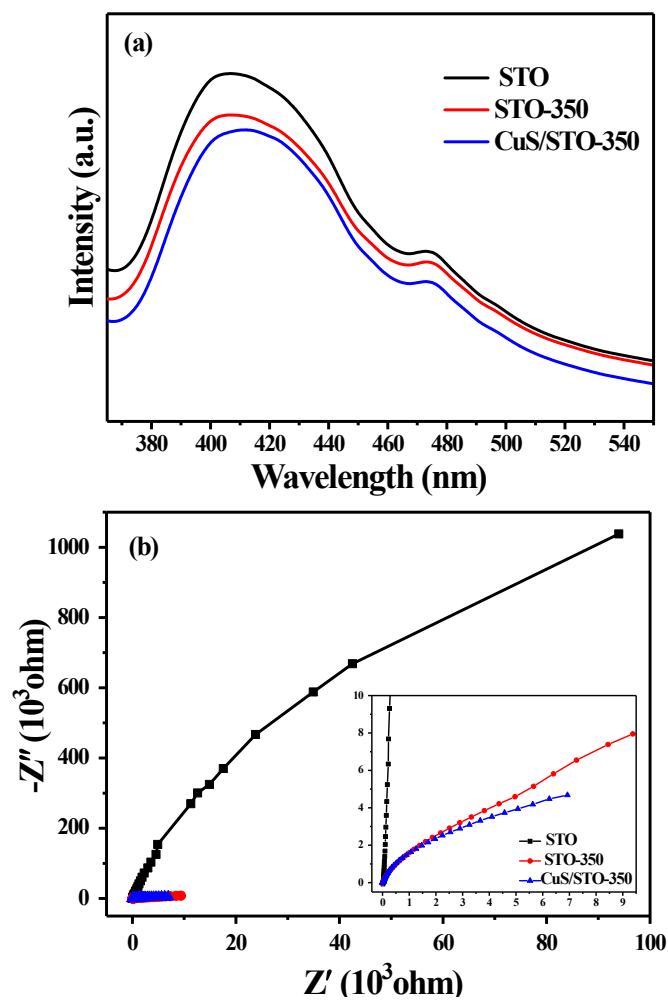 (a)
STO
STO-350
CuS/STO-350
Intensity (a.u.)
380 400 420 440 460 480 500 520 540
Wavelength (nm)
(b)
1000
800
600
400
200
0
-Z″ (10³ohm)
10
8
6
4
2
0
STO
STO-350
CuS/STO-350
0 1 2 3 4 5 6 7 8 9
0 20 40 60 80 100
Z′ (10³ohm)